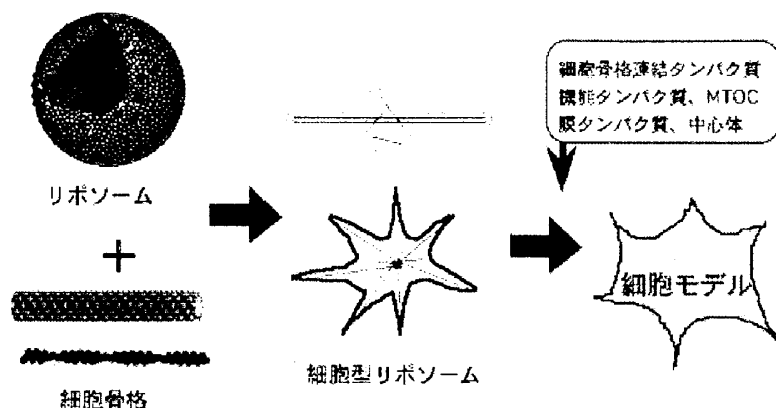 リポソーム
+
細胞骨格
細胞型リポソーム
細胞骨格連結タンパク質
機能タンパク質、MTOC
膜タンパク質、中心体
細胞モデル